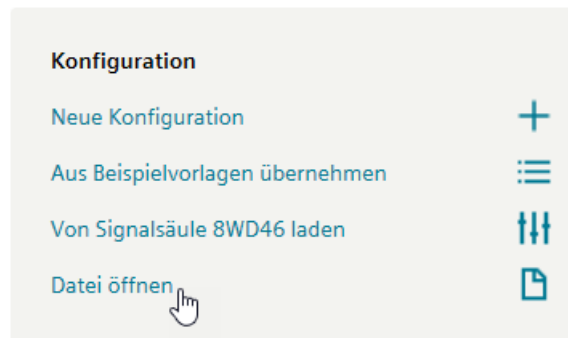 Konfiguration
Neue Konfiguration
Aus Beispielvorlagen übernehmen
Von Signalsäule 8WD46 laden
Datei öffnen